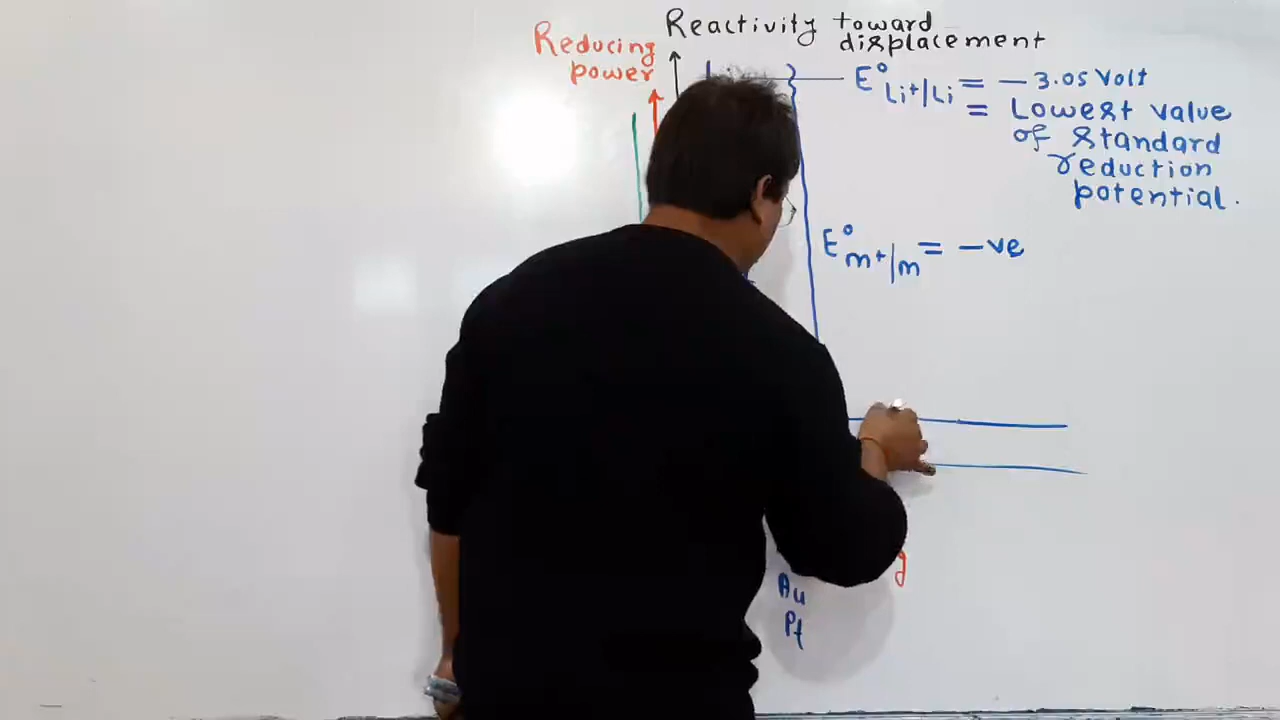 Reactivity toward
displacement
Reducing
power
E°Li+/Li = - 3.05 Volt
= Lowest value
of standard
reduction
potential.
E°m+/m = -ve
Au
Pt